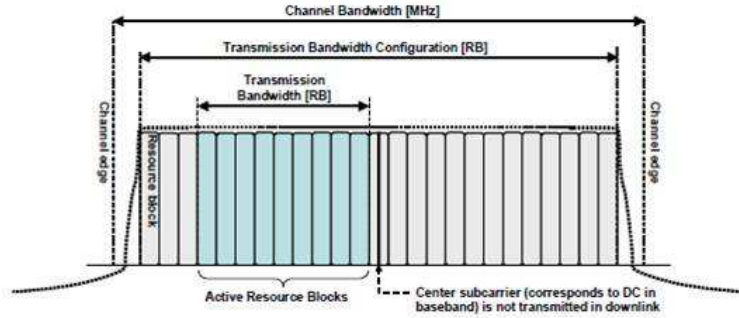 Channel Bandwidth [MHz]
Transmission Bandwidth Configuration [RB]
Transmission
Bandwidth [RB]
Channel edge
Resource block
Channel edge
Active Resource Blocks
Center subcarrier (corresponds to DC in
baseband) is not transmitted in downlink